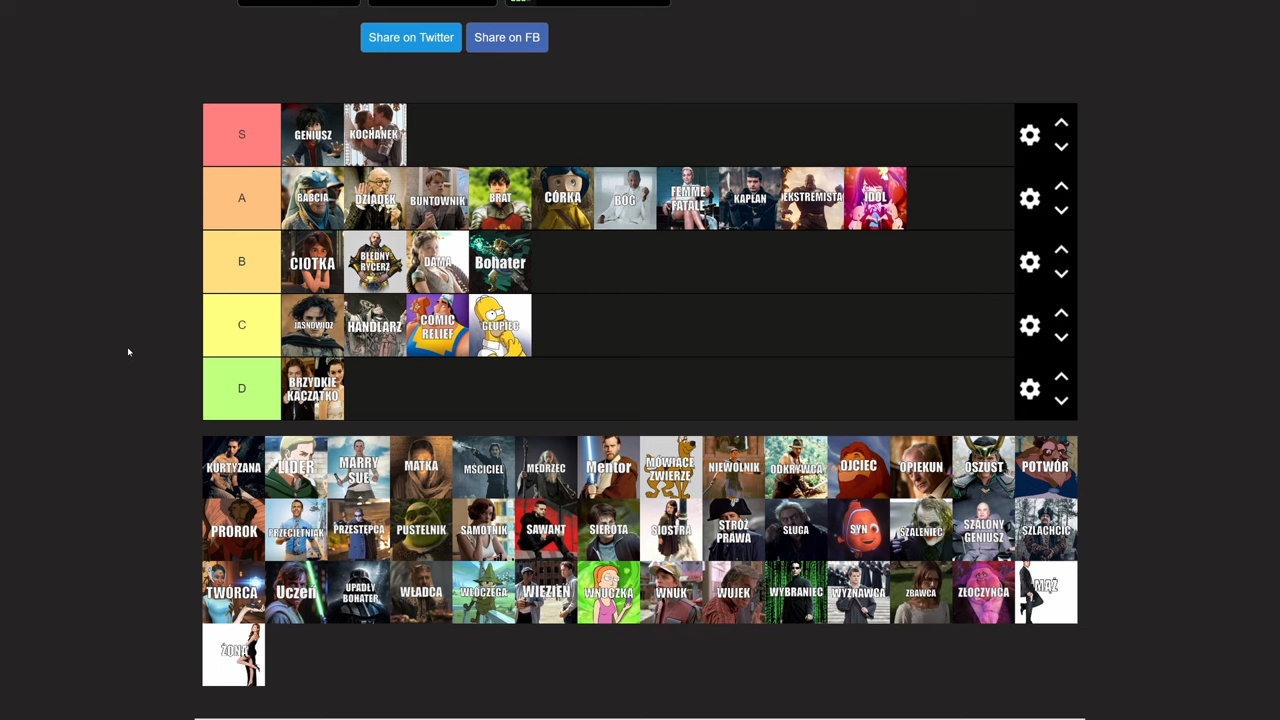 Share on Twitter
Share on FB
S
GENIUSZ
KOCHANEK
A
BABCIA
DZIADEK
BUNTOWNIK
BRAT
CÓRKA
BÓG
FEMME
FATALE
KAPŁAN
EKSTREMISTA
IDOL
B
CIOTKA
BŁĘDNY
RYCERZ
DAMA
Bohater
C
JASNOWIDZ
HANDLARZ
COMIC
RELIEF
GŁUPIEC
D
BRZYDKIE
KACZĄTKO
KURTYZANA
LIDER
MARRY
SUE
MATKA
MŚCICIEL
MĘDRZEC
Mentor
MÓWIĄCE
ZWIERZĘ
NIEWOLNIK
ODKRYWCA
OJCIEC
OPIEKUN
OSZUST
POTWÓR
PROROK
PRZECIĘTNIAK
PRZESTĘPCA
PUSTELNIK
SAMOTNIK
SAWANT
SIEROTA
SIOSTRA
STRÓŻ
PRAWA
SŁUGA
SYN
SZALENIEC
SZALONY
GENIUSZ
SZLACHCIC
TWÓRCA
Uczeń
UPADŁY
BOHATER
WŁADCA
WŁÓCZĘGA
WIĘZIEŃ
WNUCZKA
WNUK
WUJEK
WYBRANIEC
WYZNAWCA
ZBAWCA
ZŁOCZYŃCA
MĄŻ
ŻONA